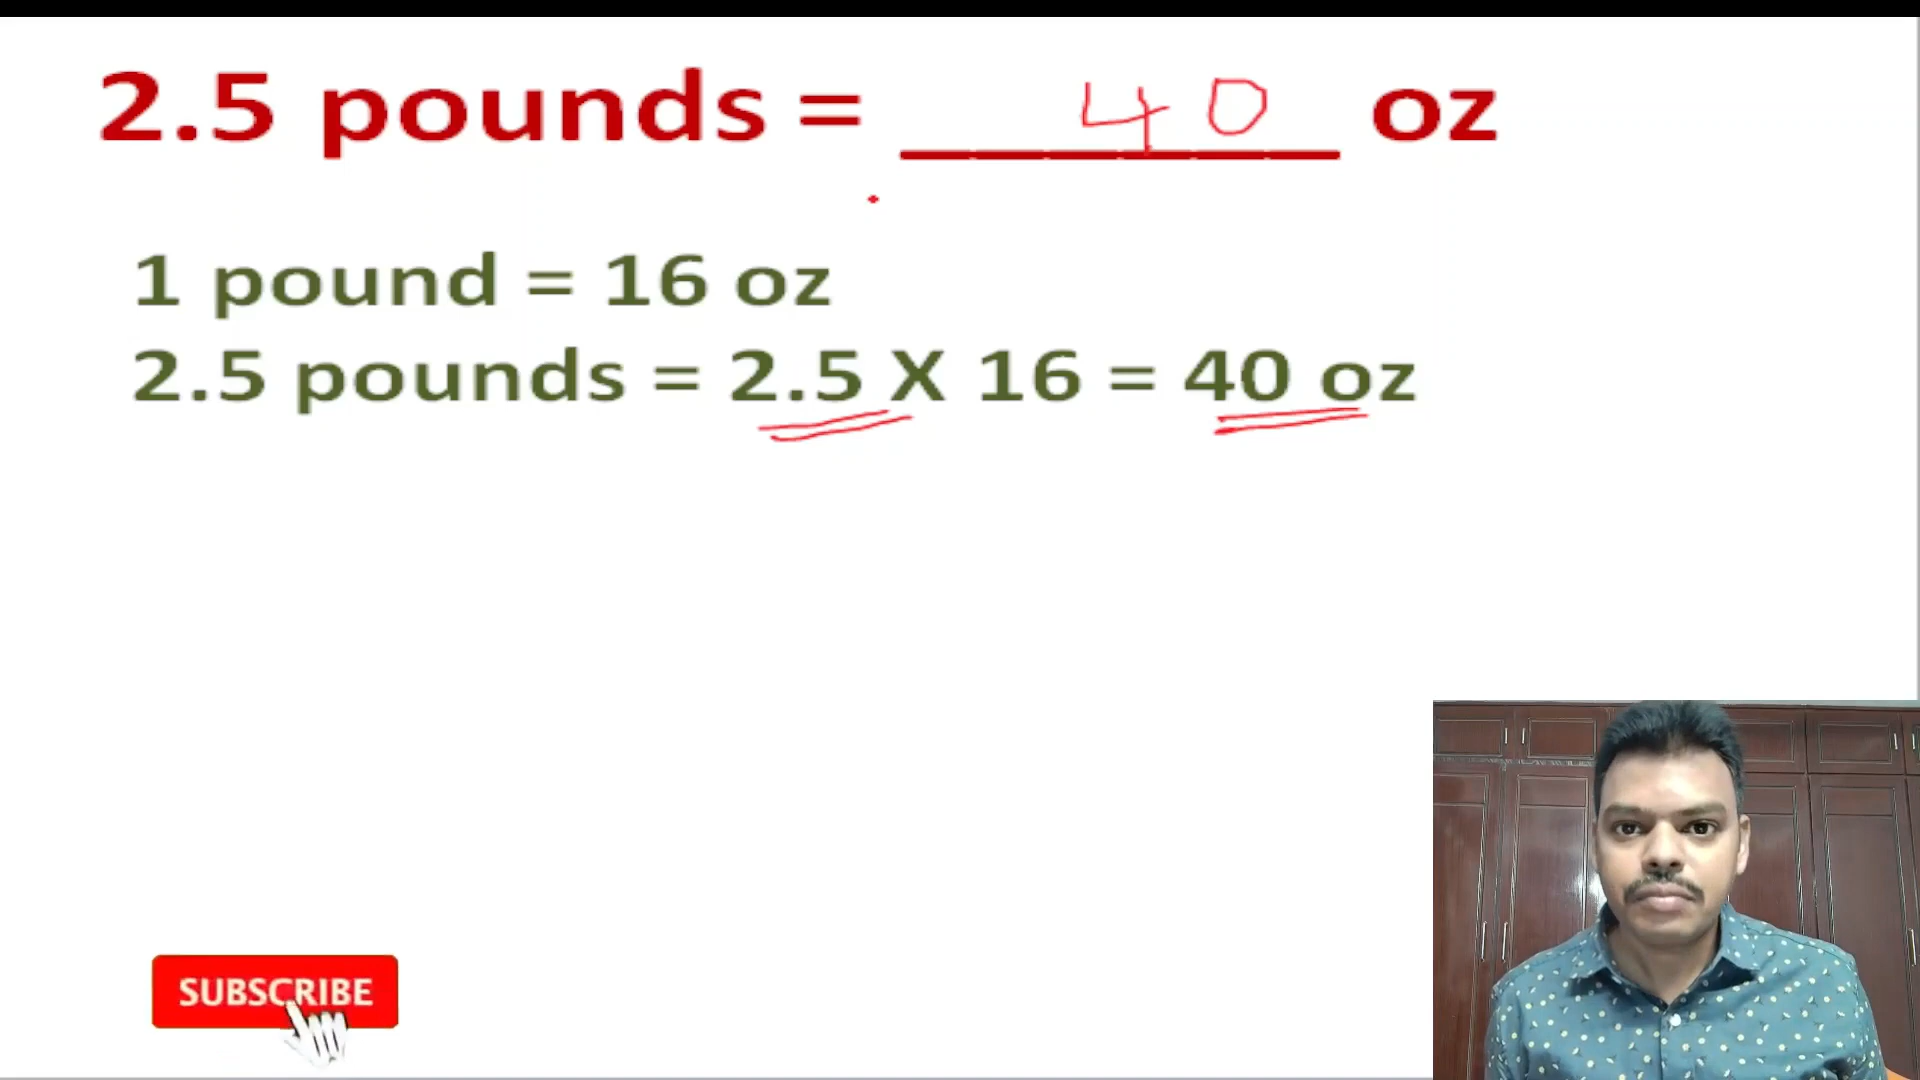 2.5 pounds = 40 oz
1 pound = 16 oz
2.5 pounds = 2.5 X 16 = 40 oz
SUBSCRIBE